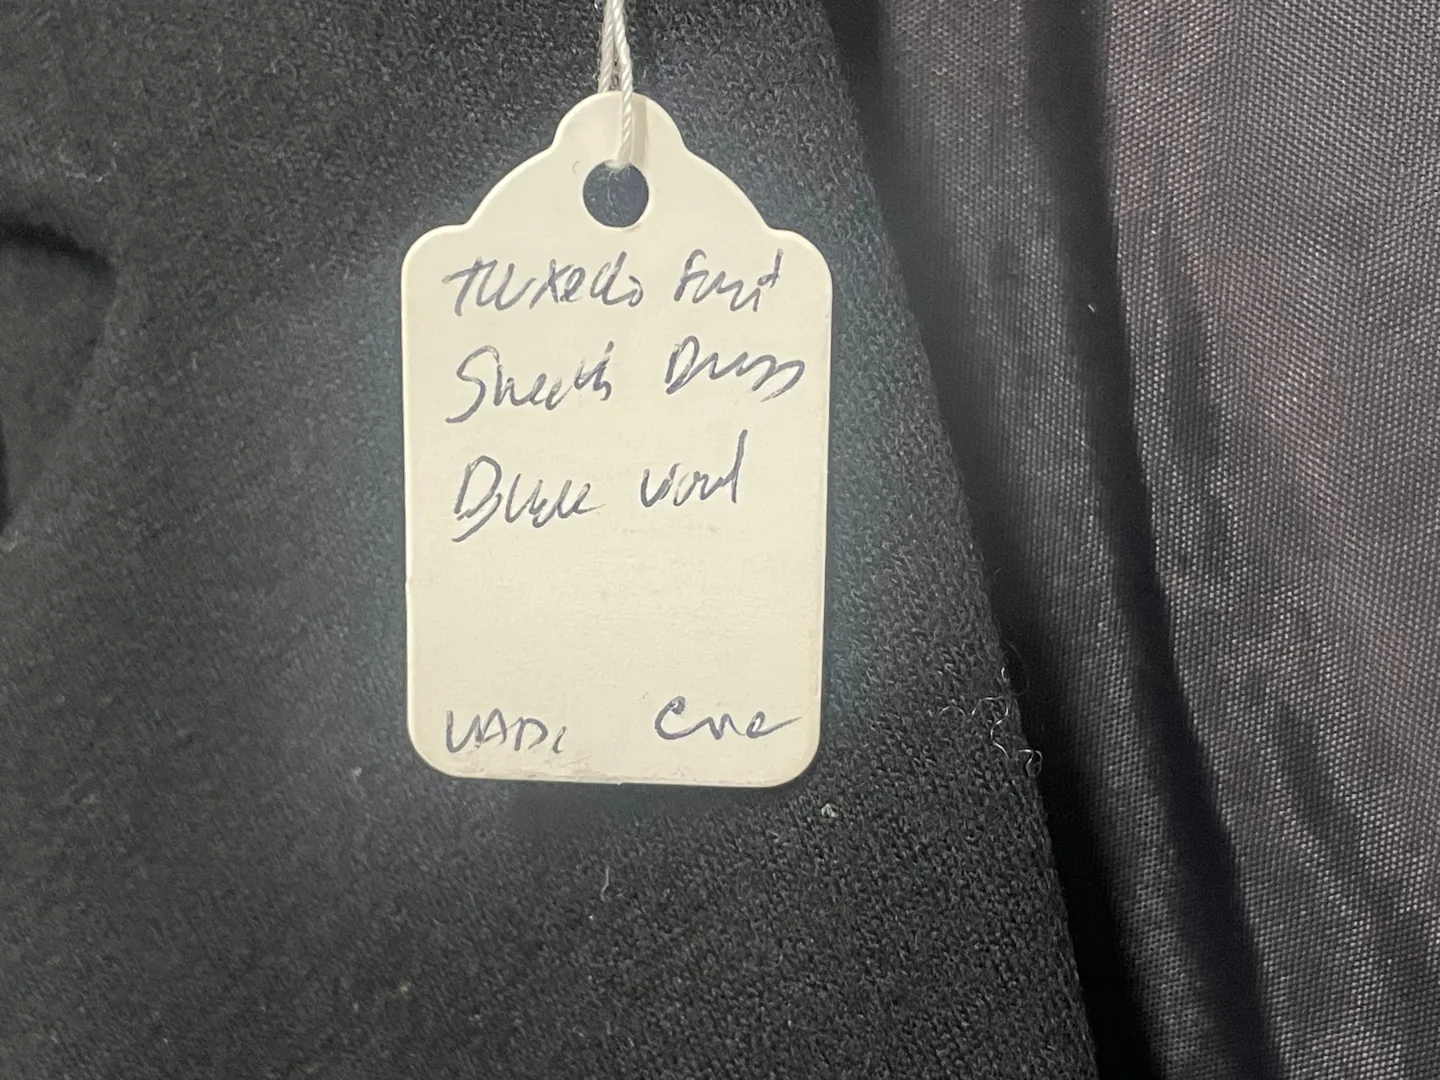 Tuxedo Front
Sheath Dress
Black wool